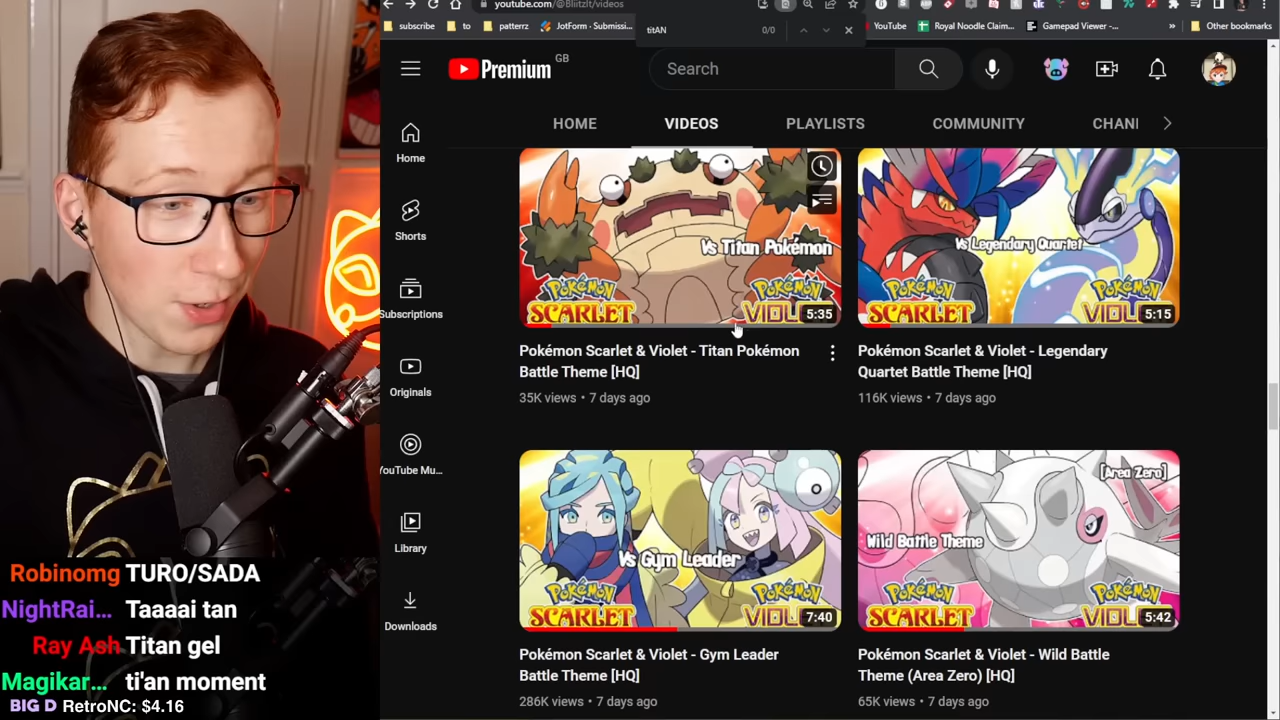 youtube.com/@Bliitzit/videos
subscribe
to
patterrz
JotForm - Submissi...
titAN
0/0
YouTube
Royal Noodle Claim...
Gamepad Viewer -...
»
Other bookmarks
Premium GB
Search
HOME
VIDEOS
PLAYLISTS
COMMUNITY
CHANI
Home
Shorts
Subscriptions
Originals
YouTube Mu...
Library
Downloads
Vs Titan Pokémon
POKÉMON SCARLET
POKÉMON VIOL
5:35
Pokémon Scarlet & Violet - Titan Pokémon
Battle Theme [HQ]
35K views • 7 days ago
Vs Legendary Quartet
POKÉMON SCARLET
POKÉMON VIOL
5:15
Pokémon Scarlet & Violet - Legendary
Quartet Battle Theme [HQ]
116K views • 7 days ago
Vs Gym Leader
POKÉMON SCARLET
POKÉMON VIOL
7:40
Pokémon Scarlet & Violet - Gym Leader
Battle Theme [HQ]
286K views • 7 days ago
[Area Zero]
Wild Battle Theme
POKÉMON SCARLET
POKÉMON VIOL
5:42
Pokémon Scarlet & Violet - Wild Battle
Theme (Area Zero) [HQ]
65K views • 7 days ago
Robinomg TURO/SADA
NightRai... Taaaai tan
Ray Ash Titan gel
Magikar... ti'an moment
BIG D RetroNC: $4.16